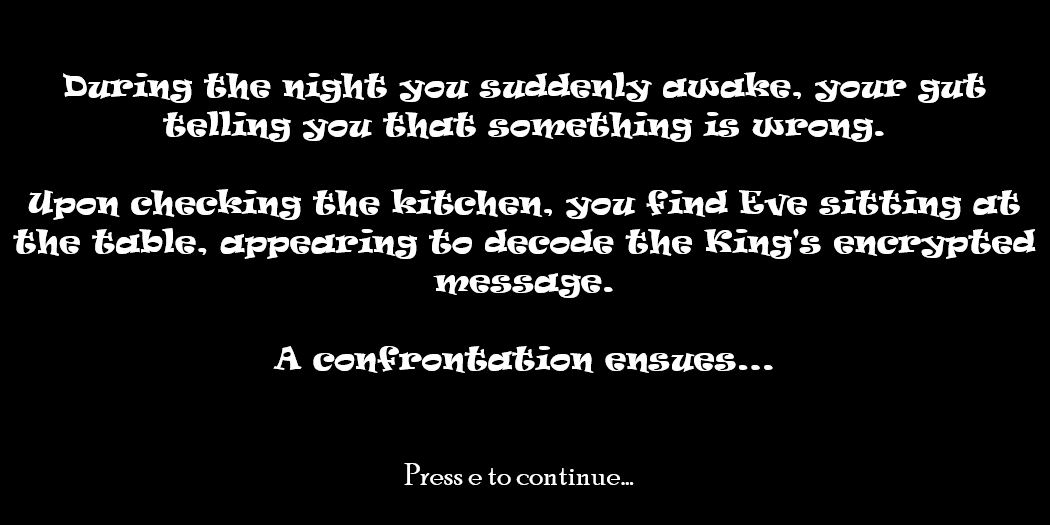 During the night you suddenly awake, your gut
telling you that something is wrong.
Upon checking the kitchen, you find Eve sitting at
the table, appearing to decode the King's encrypted
message.
A confrontation ensues...
Press e to continue...